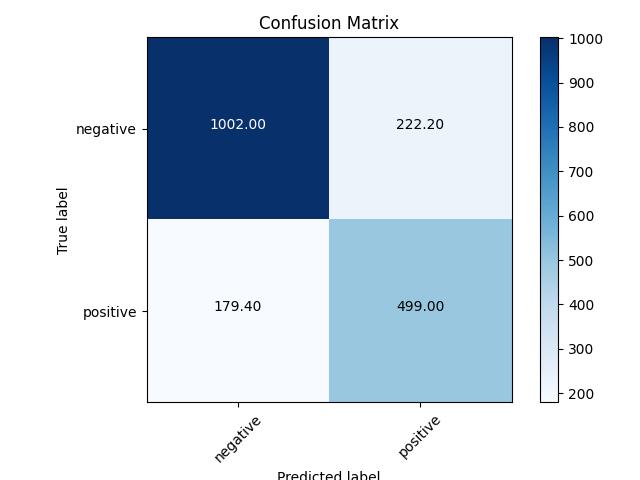 Confusion Matrix
True label
negative
1002.00
222.20
positive
179.40
499.00
negative
positive
Predicted label
1000
900
800
700
600
500
400
300
200